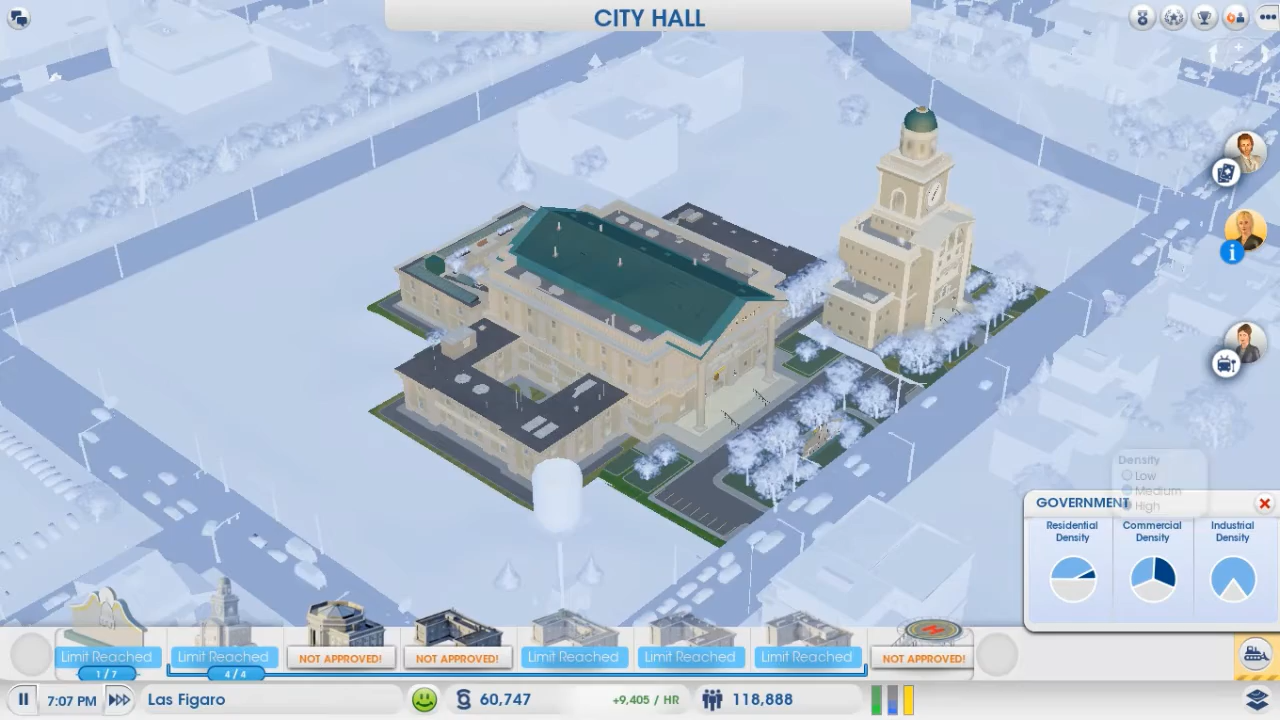 CITY HALL
Density
Low
Medium
High
GOVERNMENT
Residential Density
Commercial Density
Industrial Density
Limit Reached
Limit Reached
NOT APPROVED!
NOT APPROVED!
Limit Reached
Limit Reached
Limit Reached
NOT APPROVED!
1 / 7
4 / 4
7:07 PM
Las Figaro
60,747
+9,405 / HR
118,888